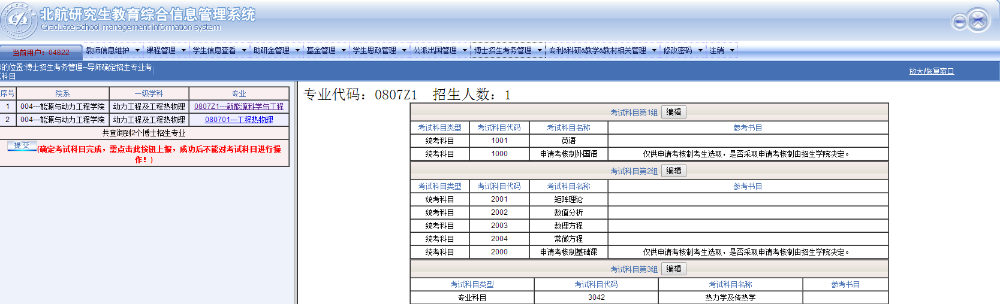 北航研究生教育综合信息管理系统
Graduate School management information system
当前用户：04822
教师信息维护 课程管理 学生信息查看 助研金管理 基金管理 学生思政管理 公派出国管理 博士招生考务管理 专利&科研&教学&教材相关管理 修改密码 注销
的位置:博士招生考务管理--导师确定招生专业考
科目
放大/恢复窗口
序号 院系 一级学科 专业
1 004---能源与动力工程学院 动力工程及工程热物理 0807Z1---新能源科学与工程
2 004---能源与动力工程学院 动力工程及工程热物理 080701---工程热物理
共查询到2个博士招生专业
提交 (确定考试科目完成，需点击此按钮上报，成功后不能对考试科目进行操
作！)
专业代码：0807Z1 招生人数：1
考试科目第1组 编辑
考试科目类型 考试科目代码 考试科目名称 参考书目
统考科目 1001 英语
统考科目 1000 申请考核制外国语 仅供申请考核制考生选取，是否采取申请考核制由招生学院决定。
考试科目第2组 编辑
考试科目类型 考试科目代码 考试科目名称 参考书目
统考科目 2001 矩阵理论
统考科目 2002 数值分析
统考科目 2003 数理方程
统考科目 2004 常微方程
统考科目 2000 申请考核制基础课 仅供申请考核制考生选取，是否采取申请考核制由招生学院决定。
考试科目第3组 编辑
考试科目类型 考试科目代码 考试科目名称 参考书目
专业科目 3042 热力学及传热学